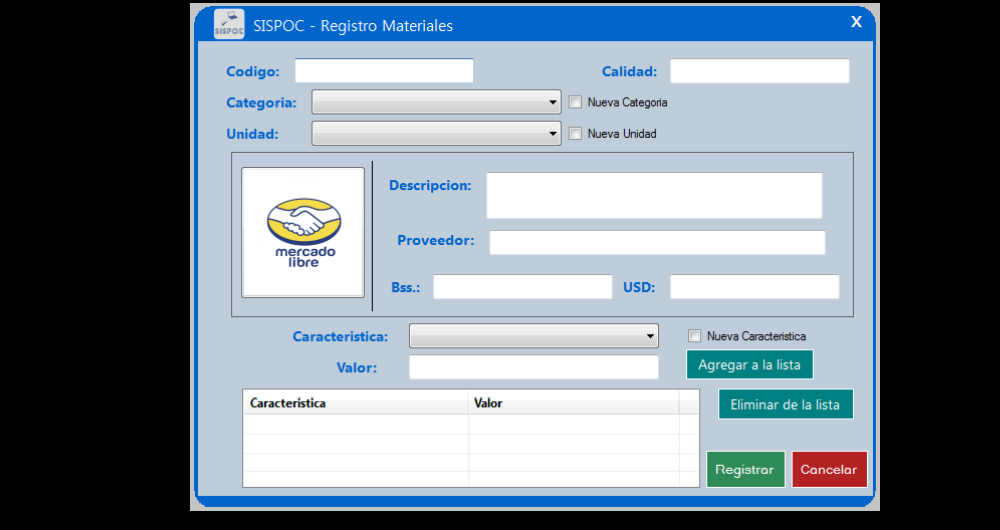 SISPOC
SISPOC - Registro Materiales
X
Codigo:
Calidad:
Categoria:
Nueva Categoria
Unidad:
Nueva Unidad
mercado
libre
Descripcion:
Proveedor:
Bss.:
USD:
Caracteristica:
Nueva Caracteristica
Valor:
Agregar a la lista
Caracteristica
Valor
Eliminar de la lista
Registrar
Cancelar